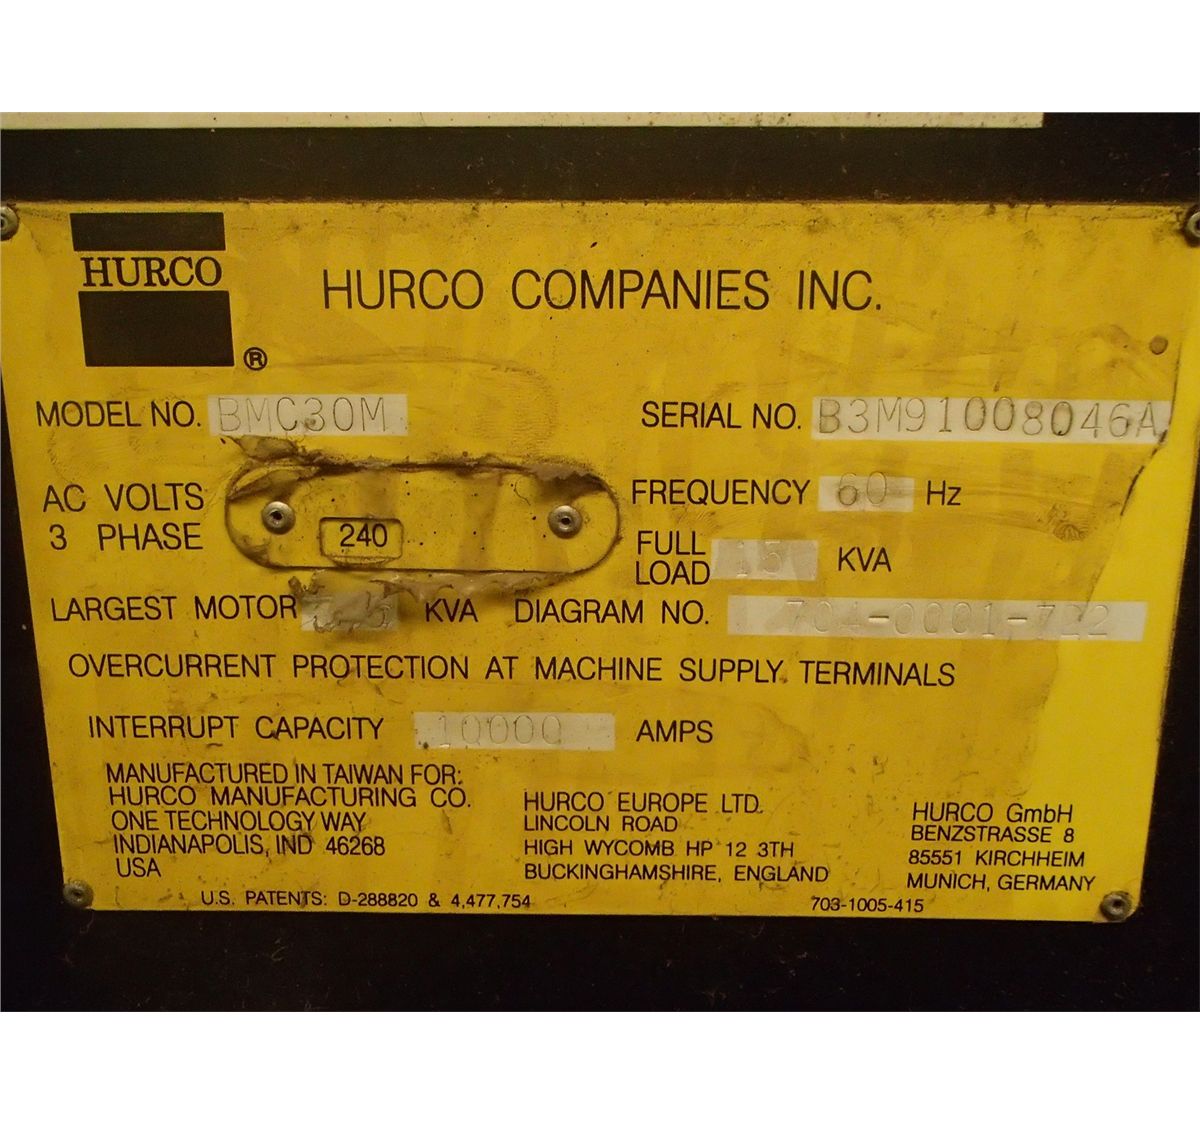 HURCO
®
HURCO COMPANIES INC.
MODEL NO. BMC30M
SERIAL NO. B3M91008046A
AC VOLTS
3 PHASE
240
FREQUENCY 60 Hz
FULL
LOAD 15 KVA
LARGEST MOTOR KVA
DIAGRAM NO. 704-0001-722
OVERCURRENT PROTECTION AT MACHINE SUPPLY TERMINALS
INTERRUPT CAPACITY 10000 AMPS
MANUFACTURED IN TAIWAN FOR:
HURCO MANUFACTURING CO.
ONE TECHNOLOGY WAY
INDIANAPOLIS, IND 46268
USA
HURCO EUROPE LTD.
LINCOLN ROAD
HIGH WYCOMB HP 12 3TH
BUCKINGHAMSHIRE, ENGLAND
HURCO GmbH
BENZSTRASSE 8
85551 KIRCHHEIM
MUNICH, GERMANY
U.S. PATENTS: D-288820 & 4,477,754
703-1005-415